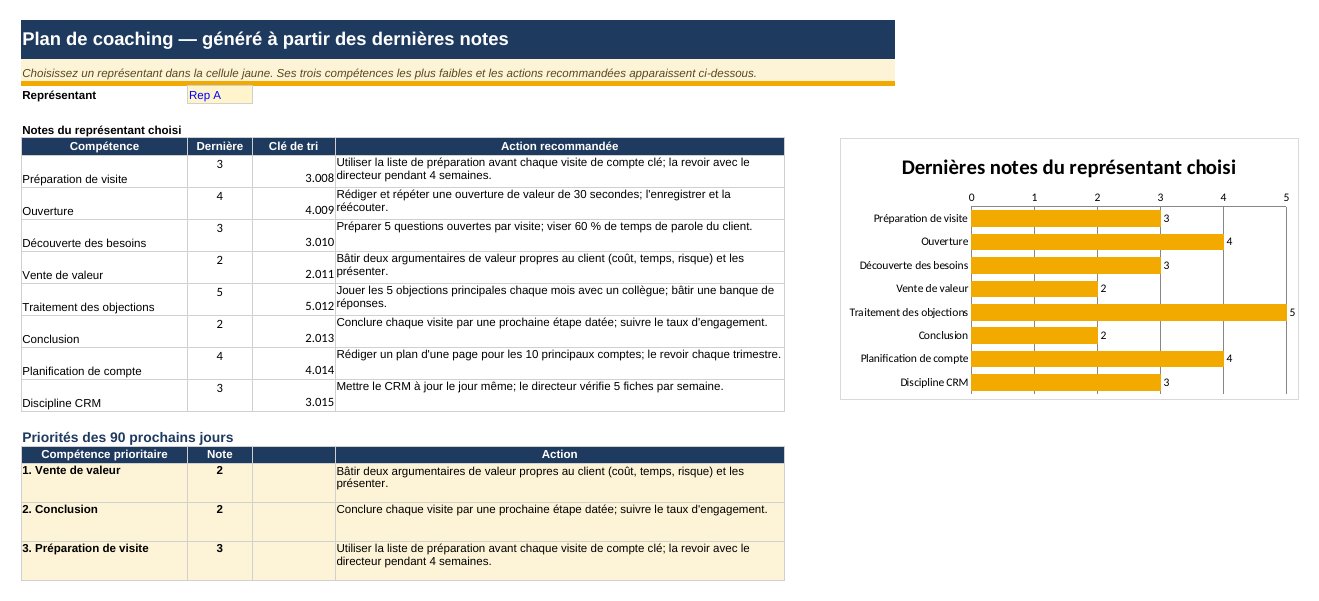 Plan de coaching — généré à partir des dernières notes
Choisissez un représentant dans la cellule jaune. Ses trois compétences les plus faibles et les actions recommandées apparaissent ci-dessous.
Représentant Rep A
Notes du représentant choisi
Compétence Dernière Clé de tri Action recommandée
Préparation de visite 3 3.008 Utiliser la liste de préparation avant chaque visite de compte clé; la revoir avec le
directeur pendant 4 semaines.
Ouverture 4 4.009 Rédiger et répéter une ouverture de valeur de 30 secondes; l'enregistrer et la
réécouter.
Découverte des besoins 3 3.010 Préparer 5 questions ouvertes par visite; viser 60 % de temps de parole du client.
Vente de valeur 2 2.011 Bâtir deux argumentaires de valeur propres au client (coût, temps, risque) et les
présenter.
Traitement des objections 5 5.012 Jouer les 5 objections principales chaque mois avec un collègue; bâtir une banque de
réponses.
Conclusion 2 2.013 Conclure chaque visite par une prochaine étape datée; suivre le taux d'engagement.
Planification de compte 4 4.014 Rédiger un plan d'une page pour les 10 principaux comptes; le revoir chaque trimestre.
Discipline CRM 3 3.015 Mettre le CRM à jour le jour même; le directeur vérifie 5 fiches par semaine.
Dernières notes du représentant choisi
0 1 2 3 4 5
Préparation de visite 3
Ouverture 4
Découverte des besoins 3
Vente de valeur 2
Traitement des objections 5
Conclusion 2
Planification de compte 4
Discipline CRM 3
Priorités des 90 prochains jours
Compétence prioritaire Note Action
1. Vente de valeur 2 Bâtir deux argumentaires de valeur propres au client (coût, temps, risque) et les
présenter.
2. Conclusion 2 Conclure chaque visite par une prochaine étape datée; suivre le taux d'engagement.
3. Préparation de visite 3 Utiliser la liste de préparation avant chaque visite de compte clé; la revoir avec le
directeur pendant 4 semaines.